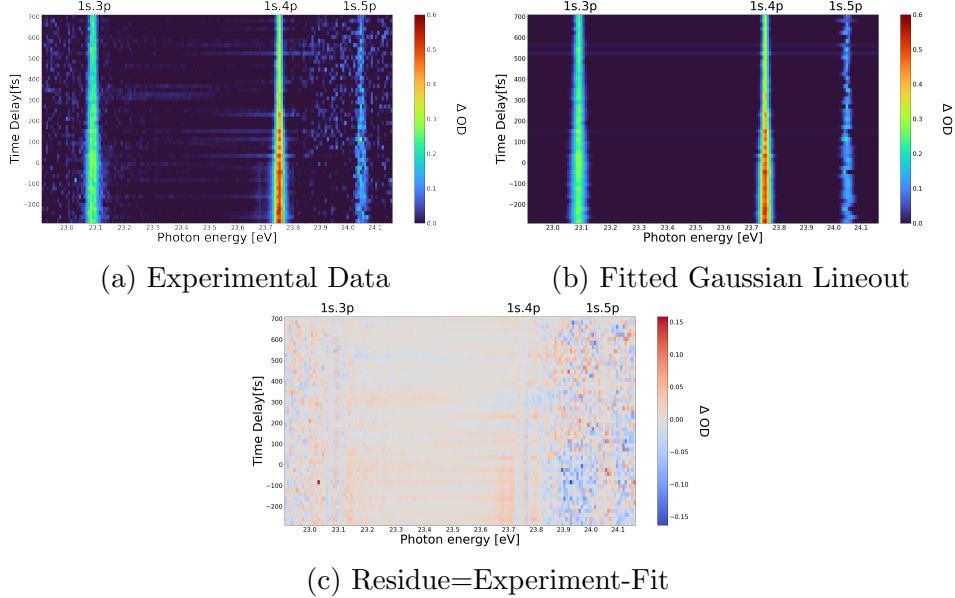 1s.3p 1s.4p 1s.5p
700
600
500
400
300
200
100
0
−100
−200
Time Delay[fs]
23.0 23.1 23.2 23.3 23.4 23.5 23.6 23.7 23.8 23.9 24.0 24.1
Photon energy [eV]
0.6
0.5
0.4
0.3
0.2
0.1
0.0
Δ OD
(a) Experimental Data
1s.3p 1s.4p 1s.5p
700
600
500
400
300
200
100
0
−100
−200
Time Delay[fs]
23.0 23.1 23.2 23.3 23.4 23.5 23.6 23.7 23.8 23.9 24.0 24.1
Photon energy [eV]
0.6
0.5
0.4
0.3
0.2
0.1
0.0
Δ OD
(b) Fitted Gaussian Lineout
1s.3p 1s.4p 1s.5p
700
600
500
400
300
200
100
0
−100
−200
Time Delay[fs]
23.0 23.1 23.2 23.3 23.4 23.5 23.6 23.7 23.8 23.9 24.0 24.1
Photon energy [eV]
0.15
0.10
0.05
0.00
−0.05
−0.10
−0.15
Δ OD
(c) Residue=Experiment-Fit